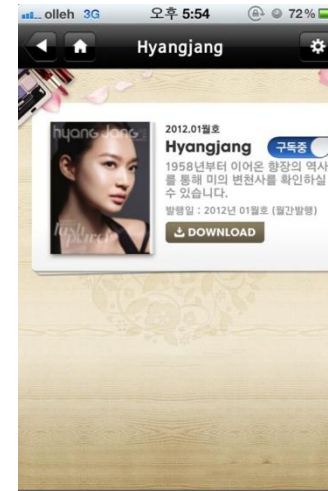 olleh 3G 오후 5:54 72%
Hyangjang
hyang Jang
lush
2012.01월호
Hyangjang 구독중
1958년부터 이어온 향장의 역사
를 통해 미의 변천사를 확인하실
수 있습니다.
발행일 : 2012년 01월호 (월간발행)
DOWNLOAD